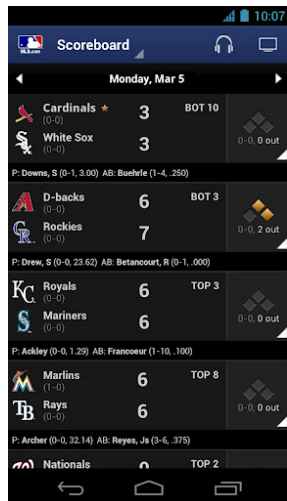 10:07
MLB.com
Scoreboard
Monday, Mar 5
Cardinals ★ 3 BOT 10
(0-0)
White Sox 3 0-0, 0 out
(0-0)
P: Downs, S (0-1, 3.00) AB: Buehrle (1-4, .250)
D-backs 6 BOT 3
(0-0)
Rockies 7 0-0, 2 out
(0-0)
P: Drew, S (0-0, 23.62) AB: Betancourt, R (0-1, .000)
KC Royals 6 TOP 3
(0-0)
S Mariners 6 0-0, 0 out
(0-0)
P: Ackley (0-0, 1.29) AB: Francoeur (1-10, .100)
M Marlins 6 TOP 8
(1-0)
TB Rays 6 0-0, 0 out
(0-0)
P: Archer (0-0, 32.14) AB: Reyes, Js (3-6, .375)
Nationals 0 TOP 2